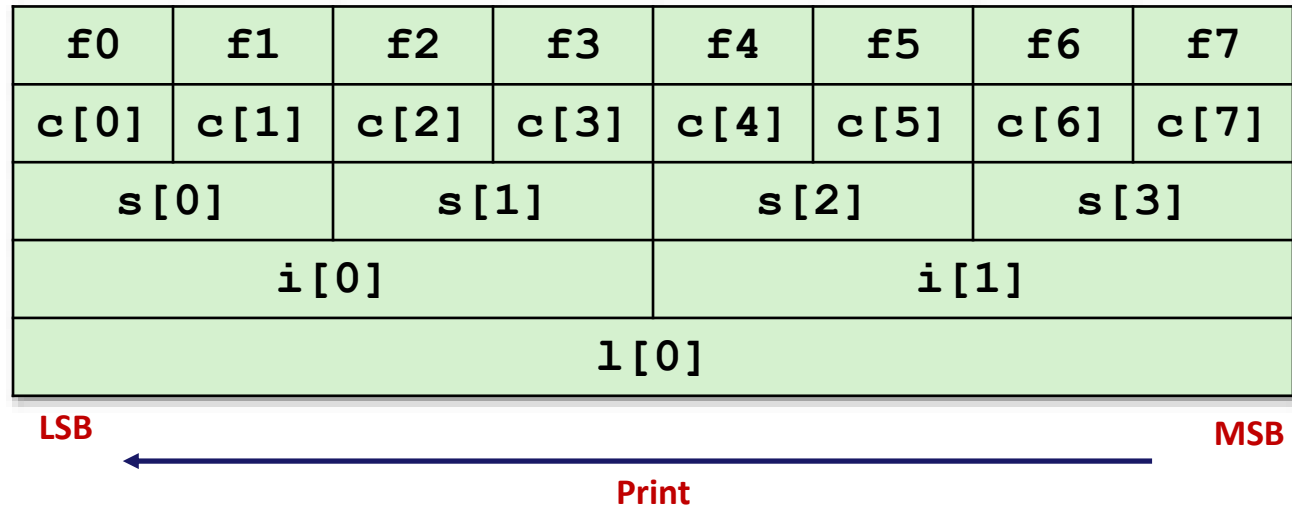 f0 f1 f2 f3 f4 f5 f6 f7
c[0] c[1] c[2] c[3] c[4] c[5] c[6] c[7]
s[0] s[1] s[2] s[3]
i[0] i[1]
l[0]
LSB MSB
Print